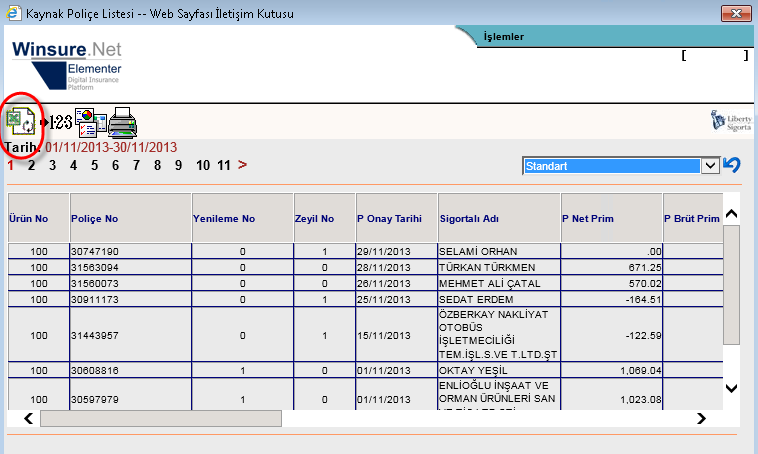 Kaynak Poliçe Listesi -- Web Sayfası İletişim Kutusu
İşlemler
[ ]
Winsure.Net
Elementer
Digital Insurance
Platform
123
Liberty
Sigorta
Tarih: 01/11/2013-30/11/2013
1 2 3 4 5 6 7 8 9 10 11 >
Standart
Ürün No Poliçe No Yenileme No Zeyil No P Onay Tarihi Sigortalı Adı P Net Prim P Brüt Prim
100 30747190 0 1 29/11/2013 SELAMİ ORHAN .00
100 31563094 0 0 28/11/2013 TÜRKAN TÜRKMEN 671.25
100 31560073 0 0 26/11/2013 MEHMET ALİ ÇATAL 570.02
100 30911173 0 1 25/11/2013 SEDAT ERDEM -164.51
100 31443957 0 1 15/11/2013 ÖZBERKAY NAKLİYAT
OTOBÜS
İŞLETMECİLİĞİ
TEM.İŞL.S.VE T.LTD.ŞT -122.59
100 30608816 1 0 01/11/2013 OKTAY YEŞİL 1,069.04
100 30597979 1 0 01/11/2013 ENLİOĞLU İNŞAAT VE
ORMAN ÜRÜNLERİ SAN 1,023.08